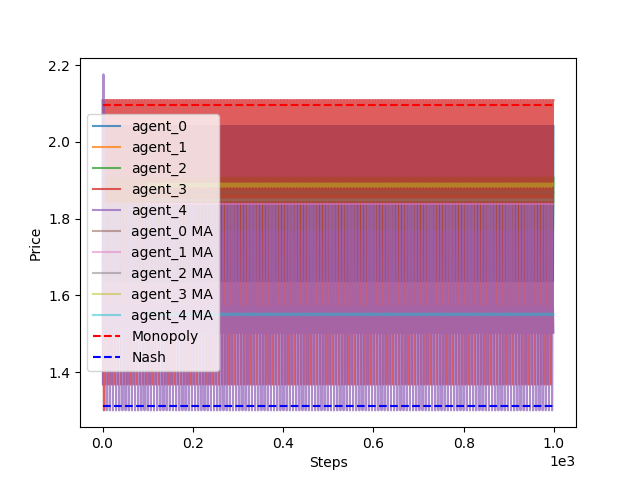 2.2
2.0
1.8
1.6
1.4
Price
agent_0
agent_1
agent_2
agent_3
agent_4
agent_0 MA
agent_1 MA
agent_2 MA
agent_3 MA
agent_4 MA
Monopoly
Nash
0.0 0.2 0.4 0.6 0.8 1.0
1e3
Steps